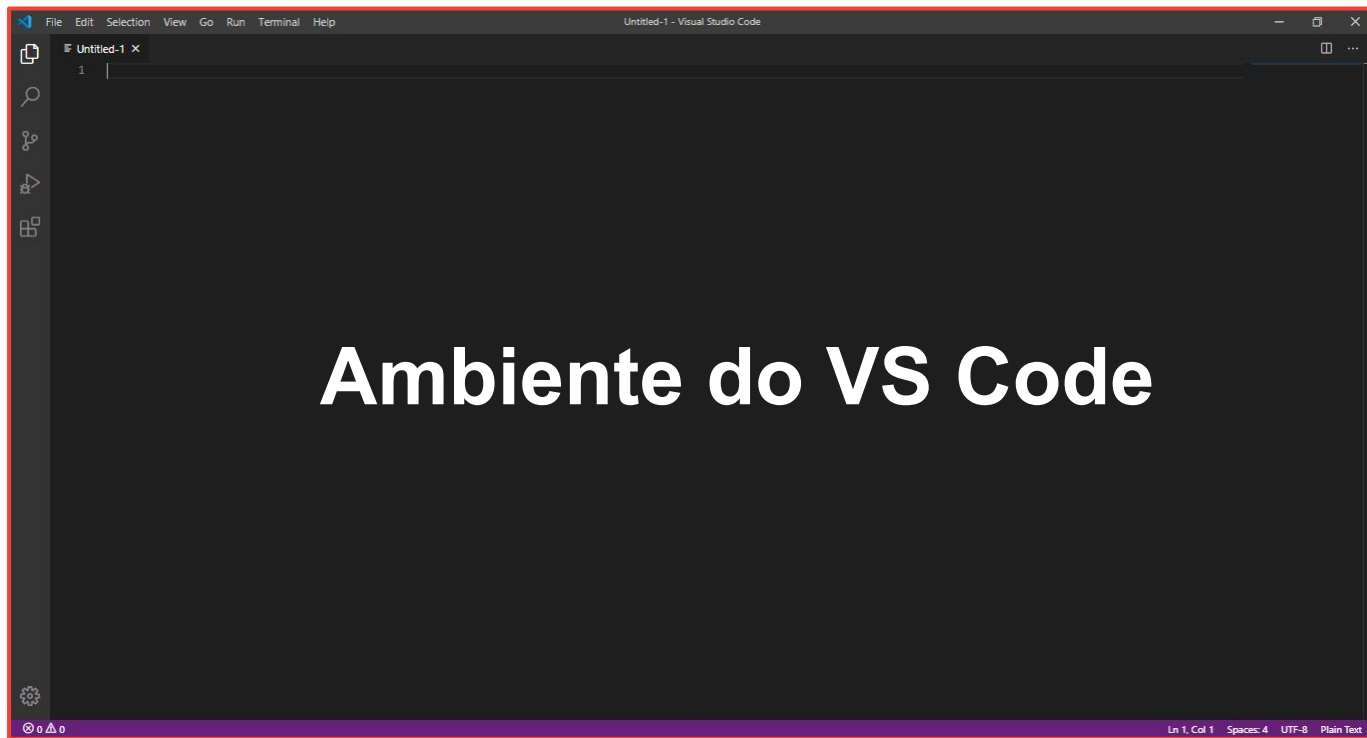 File Edit Selection View Go Run Terminal Help Untitled-1 - Visual Studio Code
Untitled-1
1
Ambiente do VS Code
0 0 Ln 1, Col 1 Spaces: 4 UTF-8 Plain Text